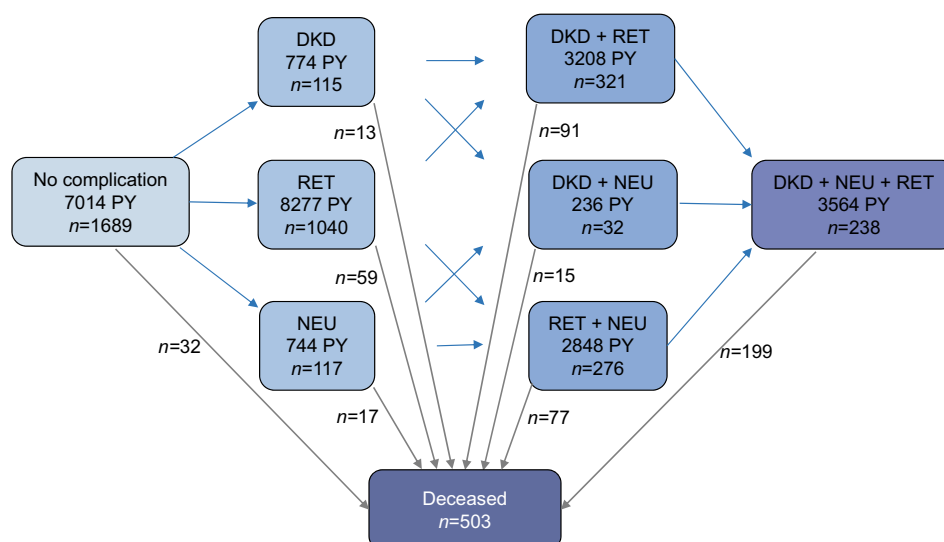 DKD
774 PY
n=115
DKD + RET
3208 PY
n=321
n=13
n=91
No complication
7014 PY
n=1689
RET
8277 PY
n=1040
DKD + NEU
236 PY
n=32
DKD + NEU + RET
3564 PY
n=238
n=59
n=15
NEU
744 PY
n=117
RET + NEU
2848 PY
n=276
n=32
n=199
n=17
n=77
Deceased
n=503